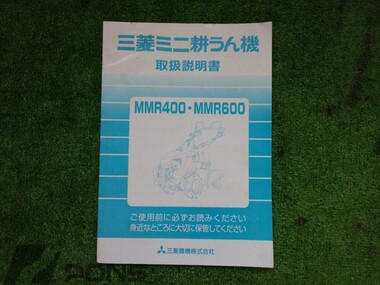 三菱ミニ耕うん機
取扱説明書
MMR400・MMR600
ご使用前に必ずお読みください
身近なところに大切に保管してください
三菱農機株式会社